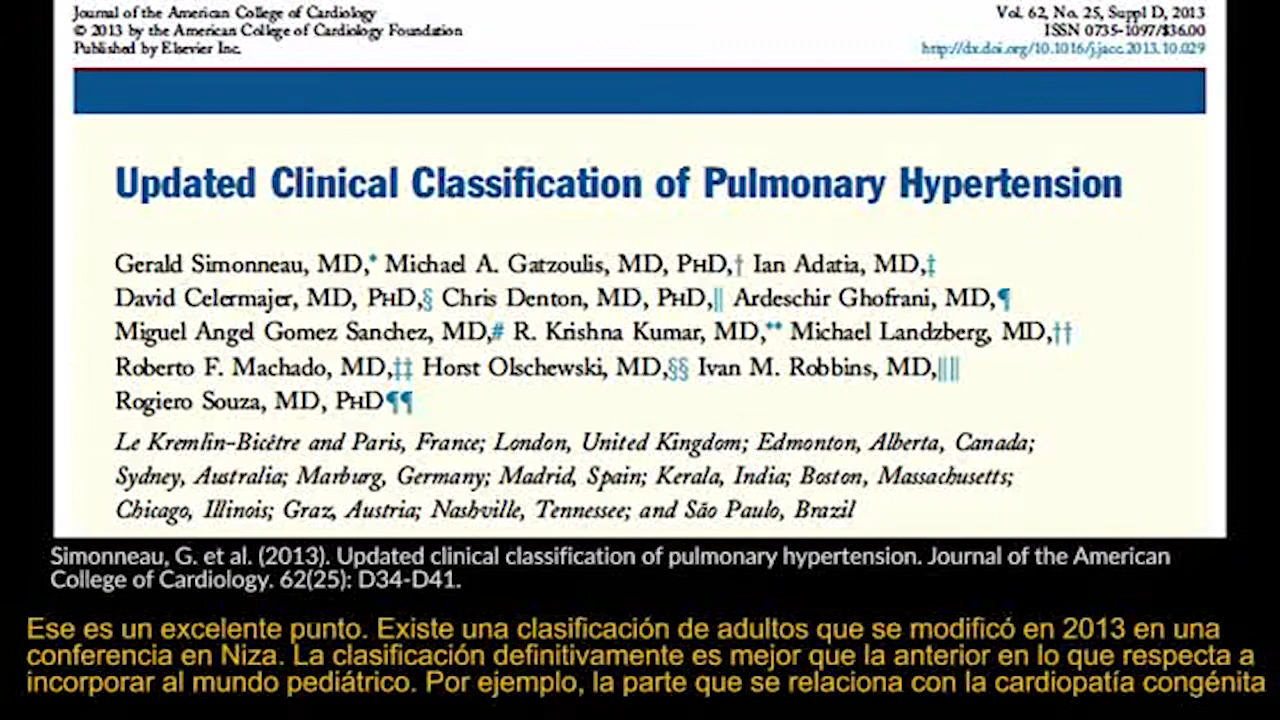 Journal of the American College of Cardiology
© 2013 by the American College of Cardiology Foundation
Published by Elsevier Inc.
Vol. 62, No. 25, Suppl D, 2013
ISSN 0735-1097/$36.00
http://dx.doi.org/10.1016/j.jacc.2013.10.029
Updated Clinical Classification of Pulmonary Hypertension
Gerald Simonneau, MD,* Michael A. Gatzoulis, MD, PHD,† Ian Adatia, MD,‡
David Celermajer, MD, PHD,§ Chris Denton, MD, PHD,|| Ardeschir Ghofrani, MD,¶
Miguel Angel Gomez Sanchez, MD,# R. Krishna Kumar, MD,** Michael Landzberg, MD,††
Roberto F. Machado, MD,‡‡ Horst Olschewski, MD,§§ Ivan M. Robbins, MD,||||
Rogiero Souza, MD, PHD¶¶
Le Kremlin-Bicêtre and Paris, France; London, United Kingdom; Edmonton, Alberta, Canada;
Sydney, Australia; Marburg, Germany; Madrid, Spain; Kerala, India; Boston, Massachusetts;
Chicago, Illinois; Graz, Austria; Nashville, Tennessee; and São Paulo, Brazil
Simonneau, G. et al. (2013). Updated clinical classification of pulmonary hypertension. Journal of the American
College of Cardiology. 62(25): D34-D41.
Ese es un excelente punto. Existe una clasificación de adultos que se modificó en 2013 en una
conferencia en Niza. La clasificación definitivamente es mejor que la anterior en lo que respecta a
incorporar al mundo pediátrico. Por ejemplo, la parte que se relaciona con la cardiopatía congénita